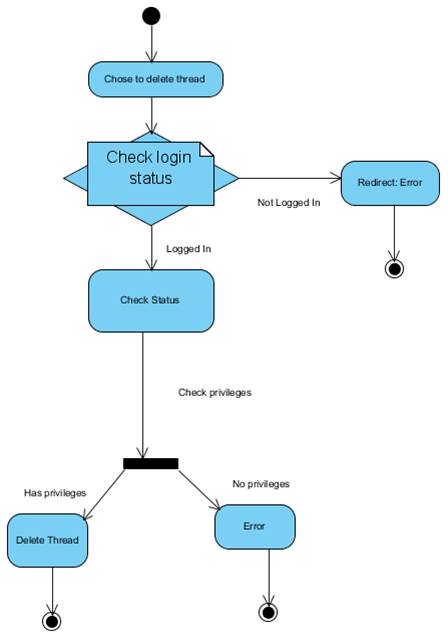 Chose to delete thread
Check login
status
Not Logged In
Redirect: Error
Logged In
Check Status
Check privileges
Has privileges
No privileges
Delete Thread
Error